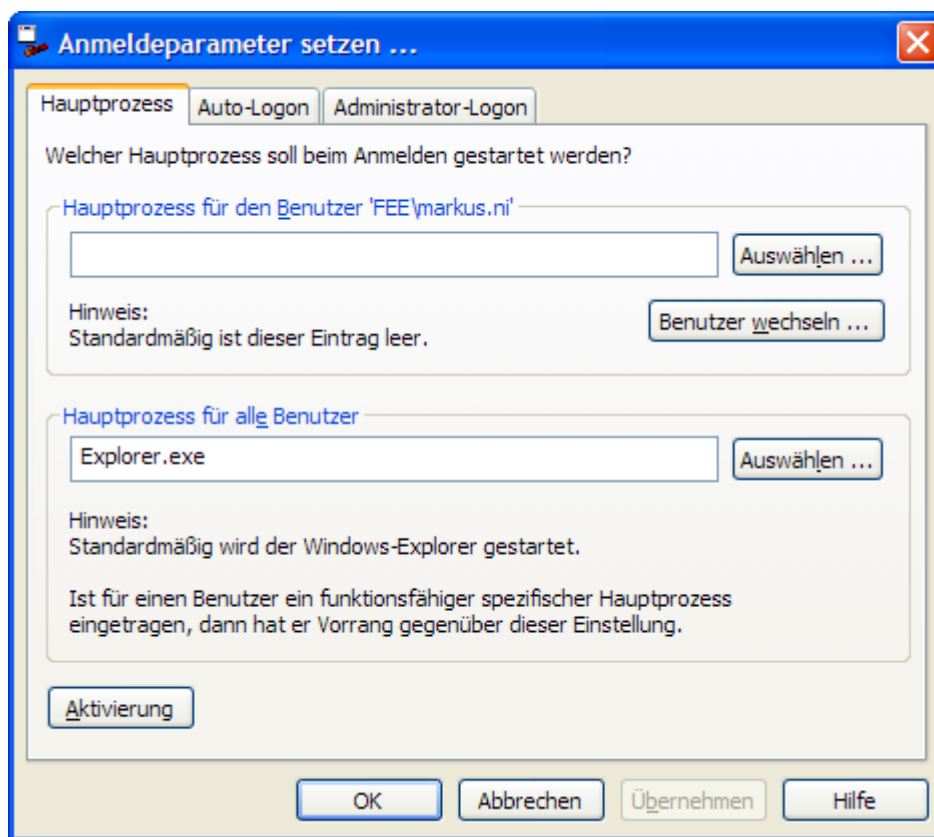 Anmeldeparameter setzen ...
Hauptprozess Auto-Logon Administrator-Logon
Welcher Hauptprozess soll beim Anmelden gestartet werden?
Hauptprozess für den Benutzer 'FEE\markus.ni'
Auswählen ...
Hinweis:
Standardmäßig ist dieser Eintrag leer.
Benutzer wechseln ...
Hauptprozess für alle Benutzer
Explorer.exe
Auswählen ...
Hinweis:
Standardmäßig wird der Windows-Explorer gestartet.
Ist für einen Benutzer ein funktionsfähiger spezifischer Hauptprozess
eingetragen, dann hat er Vorrang gegenüber dieser Einstellung.
Aktivierung
OK Abbrechen Übernehmen Hilfe